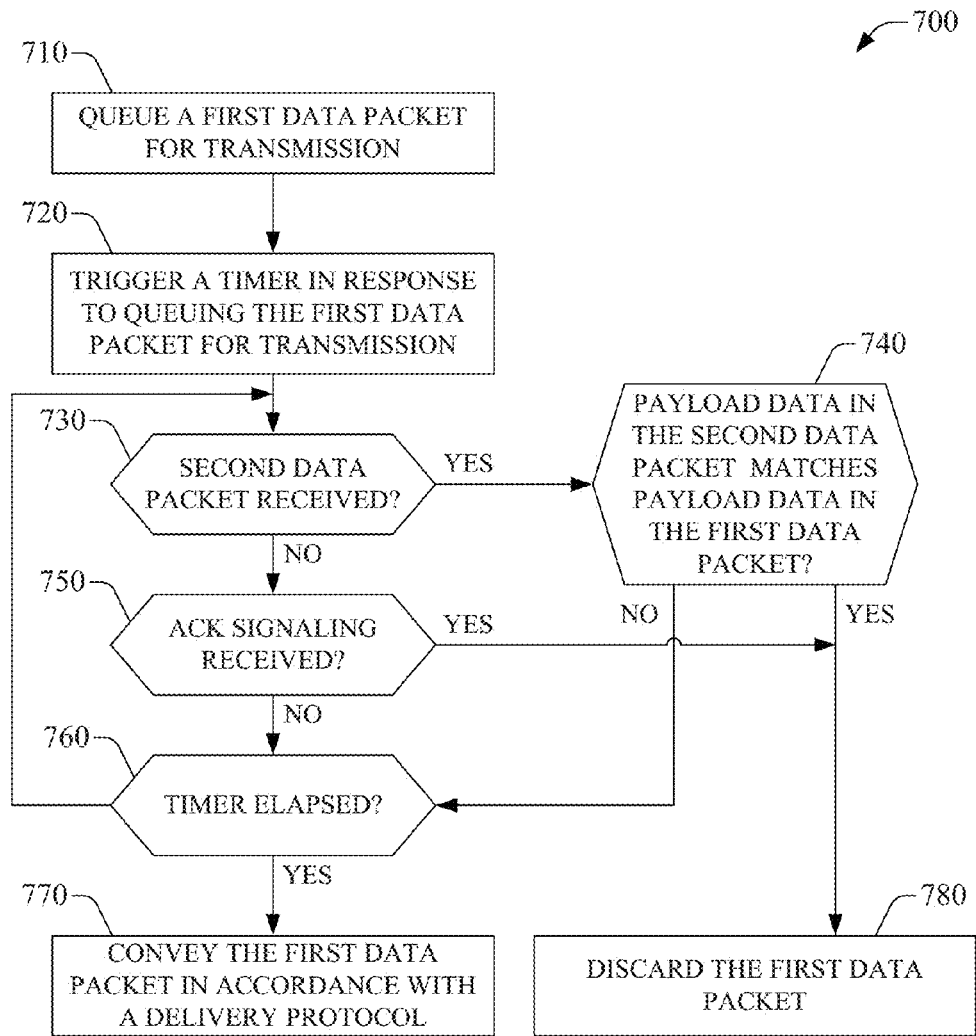 700
710
QUEUE A FIRST DATA PACKET
FOR TRANSMISSION
720
TRIGGER A TIMER IN RESPONSE
TO QUEUING THE FIRST DATA
PACKET FOR TRANSMISSION
730
SECOND DATA
PACKET RECEIVED?
YES
NO
740
PAYLOAD DATA IN
THE SECOND DATA
PACKET MATCHES
PAYLOAD DATA IN
THE FIRST DATA
PACKET?
NO
YES
750
ACK SIGNALING
RECEIVED?
YES
NO
760
TIMER ELAPSED?
YES
770
CONVEY THE FIRST DATA
PACKET IN ACCORDANCE WITH
A DELIVERY PROTOCOL
780
DISCARD THE FIRST DATA
PACKET